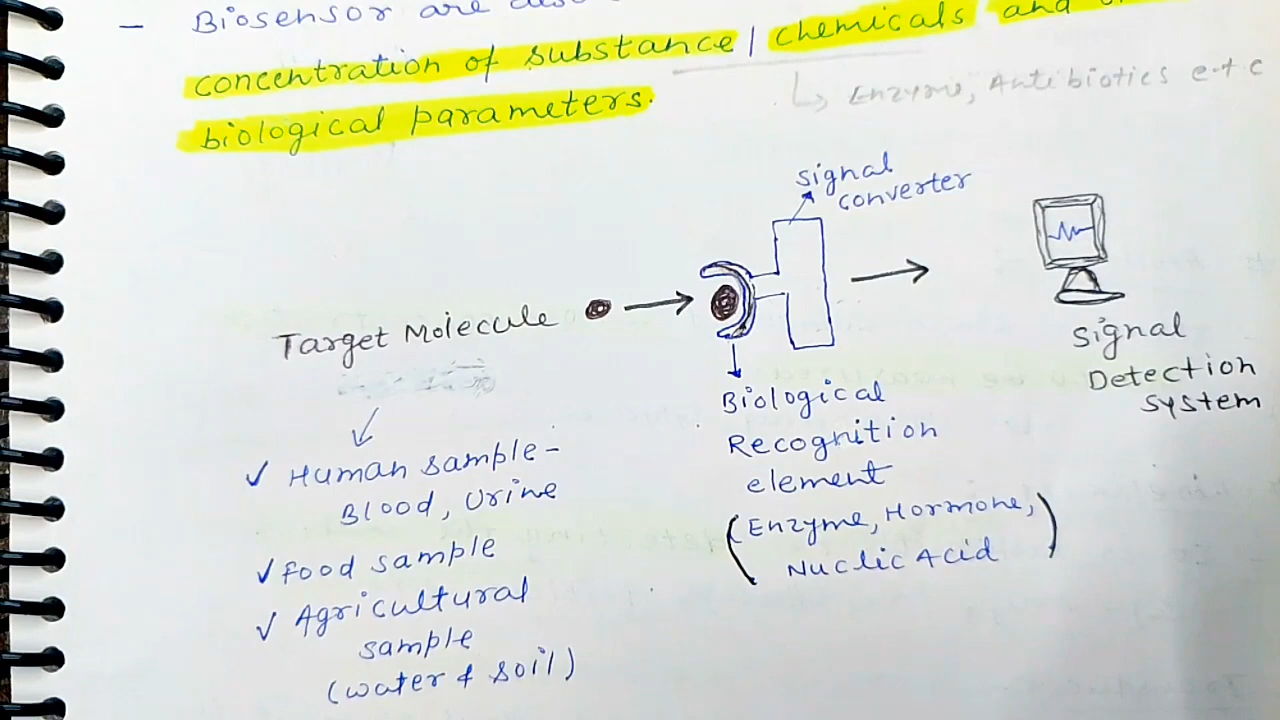 - Biosensor are
concentration of substance / chemicals and
↳ Enzyme, Antibiotics etc
biological parameters.
signal
converter
Target Molecule
signal
Detection
system
Biological
Recognition
element
(Enzyme, Hormone,
Nuclic Acid)
✓ Human sample -
Blood, Urine
✓ Food sample
✓ Agricultural
sample
(water & soil)